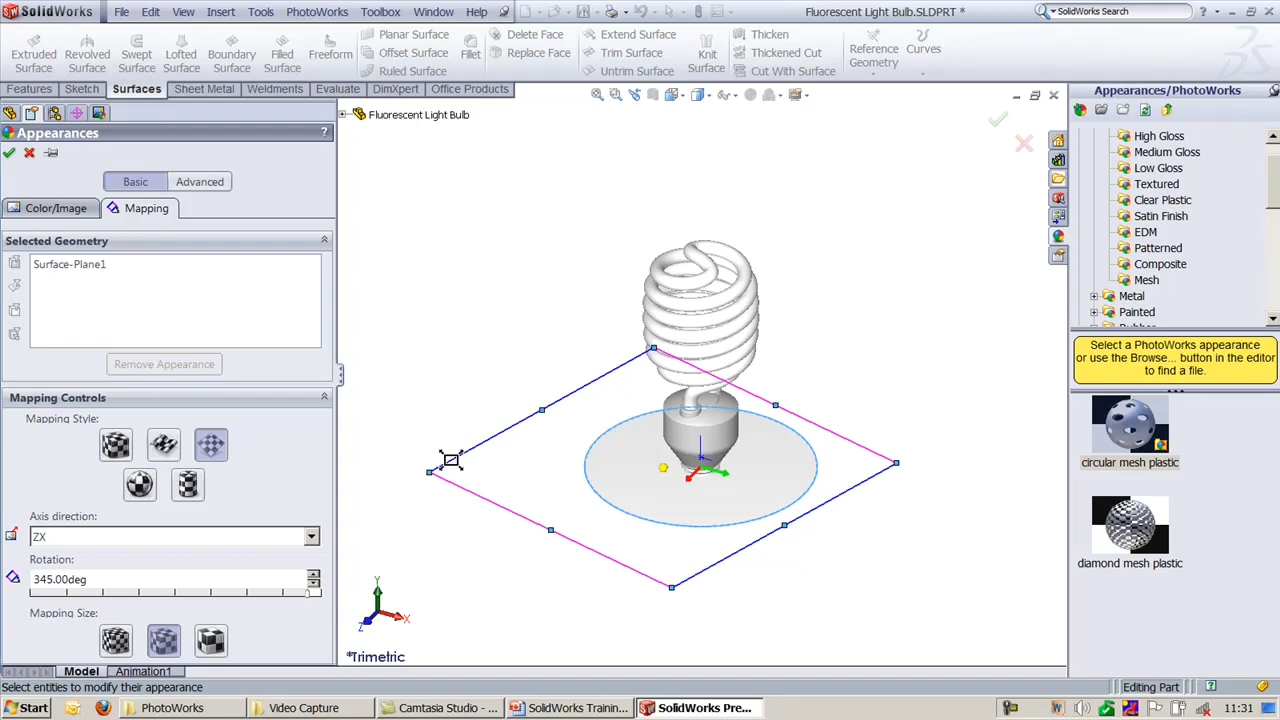 SolidWorks
File
Edit
View
Insert
Tools
PhotoWorks
Toolbox
Window
Help
Fluorescent Light Bulb.SLDPRT *
SolidWorks Search
Extruded Surface
Revolved Surface
Swept Surface
Lofted Surface
Boundary Surface
Filled Surface
Freeform
Planar Surface
Offset Surface
Ruled Surface
Fillet
Delete Face
Replace Face
Extend Surface
Trim Surface
Untrim Surface
Knit Surface
Thicken
Thickened Cut
Cut With Surface
Reference Geometry
Curves
Features
Sketch
Surfaces
Sheet Metal
Weldments
Evaluate
DimXpert
Office Products
Appearances
?
Basic
Advanced
Color/Image
Mapping
Selected Geometry
Surface-Plane1
Remove Appearance
Mapping Controls
Mapping Style:
Axis direction:
ZX
Rotation:
345.00deg
Mapping Size:
Fluorescent Light Bulb
Y
X
Z
*Trimetric
Appearances/PhotoWorks
High Gloss
Medium Gloss
Low Gloss
Textured
Clear Plastic
Satin Finish
EDM
Patterned
Composite
Mesh
Metal
Painted
Select a PhotoWorks appearance
or use the Browse... button in the editor
to find a file.
circular mesh plastic
diamond mesh plastic
Model
Animation1
Select entities to modify their appearance
Editing Part
Start
PhotoWorks
Video Capture
Camtasia Studio - ...
SolidWorks Trainin...
SolidWorks Pre...
11:31